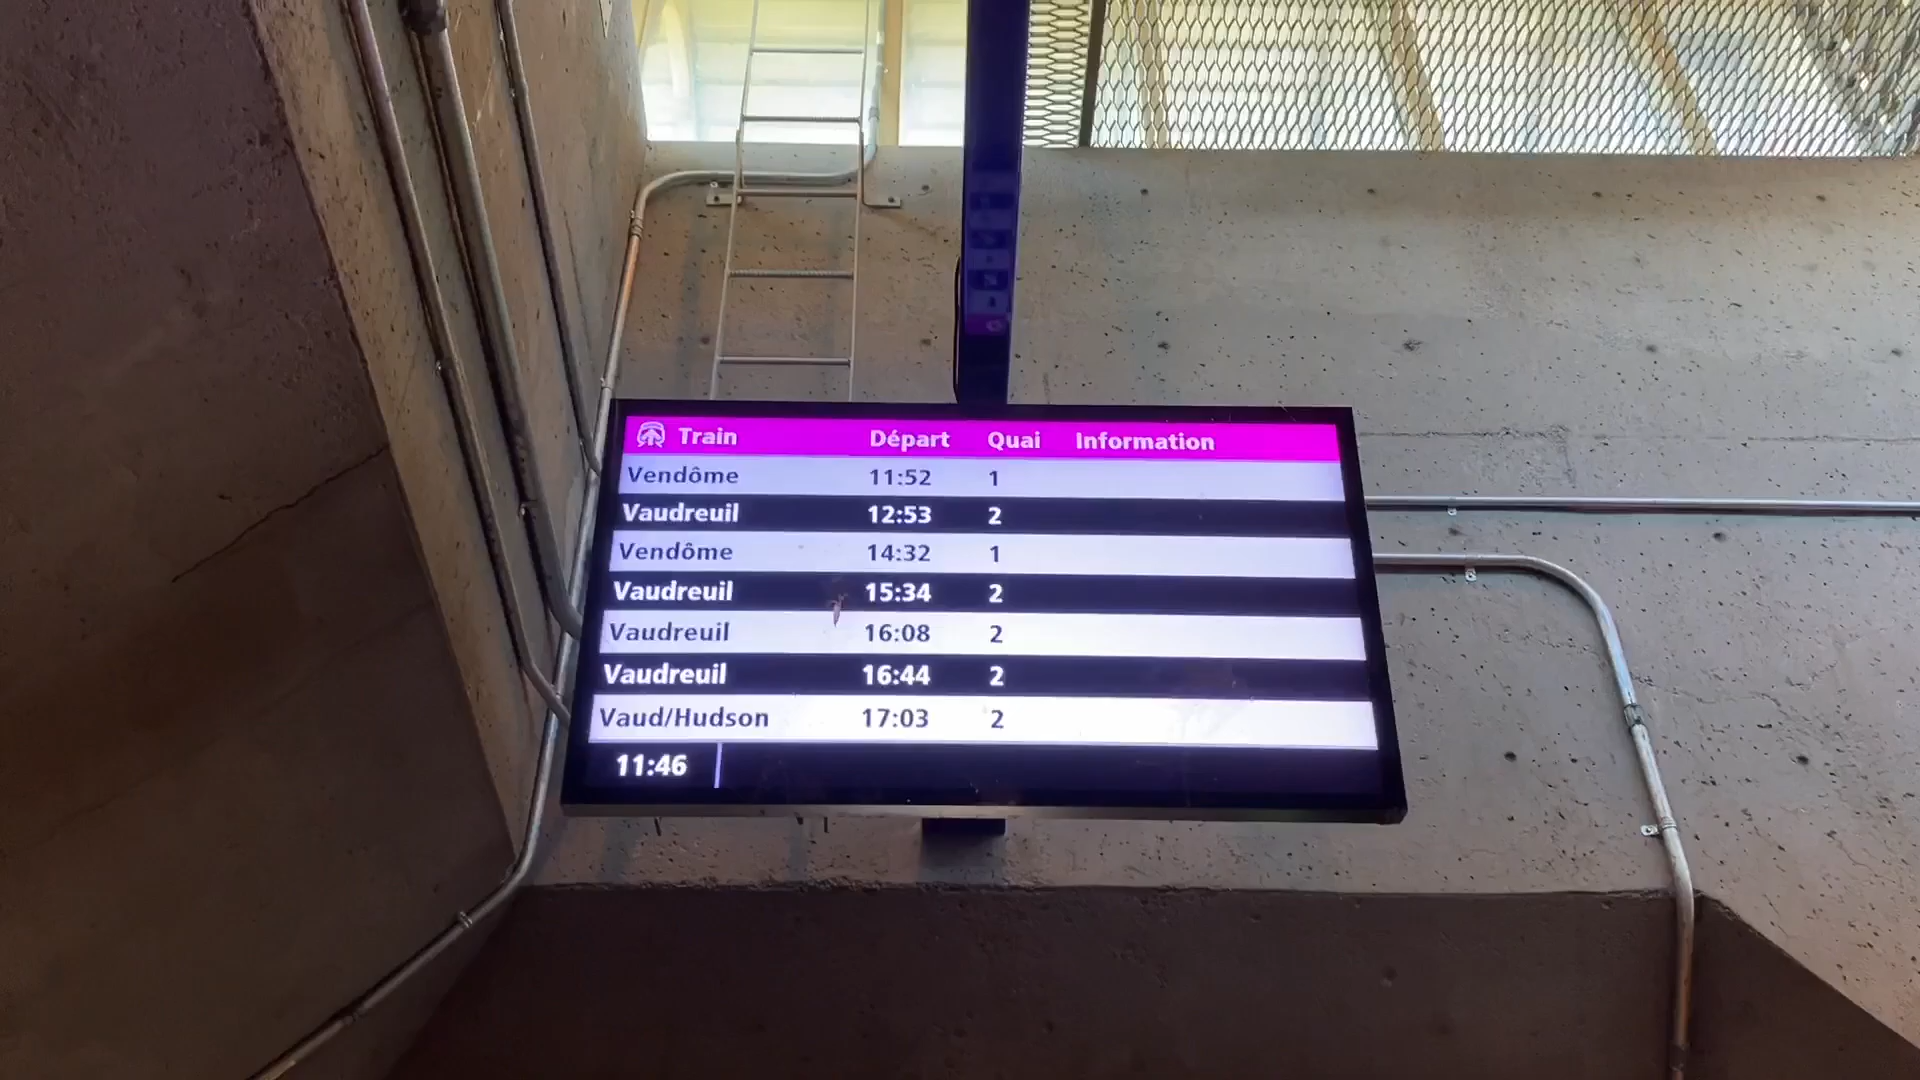 Train Départ Quai Information
Vendôme 11:52 1
Vaudreuil 12:53 2
Vendôme 14:32 1
Vaudreuil 15:34 2
Vaudreuil 16:08 2
Vaudreuil 16:44 2
Vaud/Hudson 17:03 2
11:46